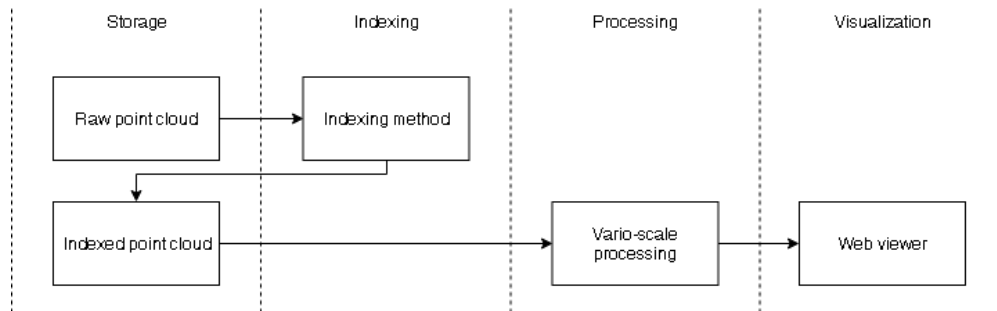 Storage
Indexing
Processing
Visualization
Raw point cloud
Indexing method
Indexed point cloud
Vario-scale
processing
Web viewer